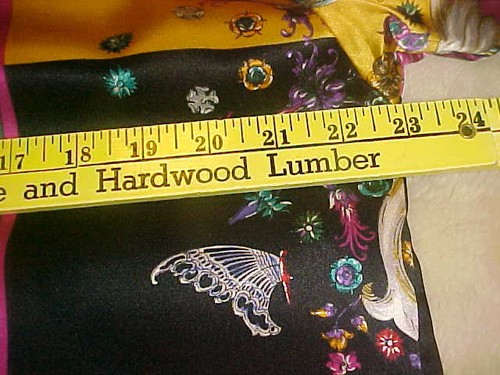 17 18 19 20 21 22 23 24
e and Hardwood Lumber